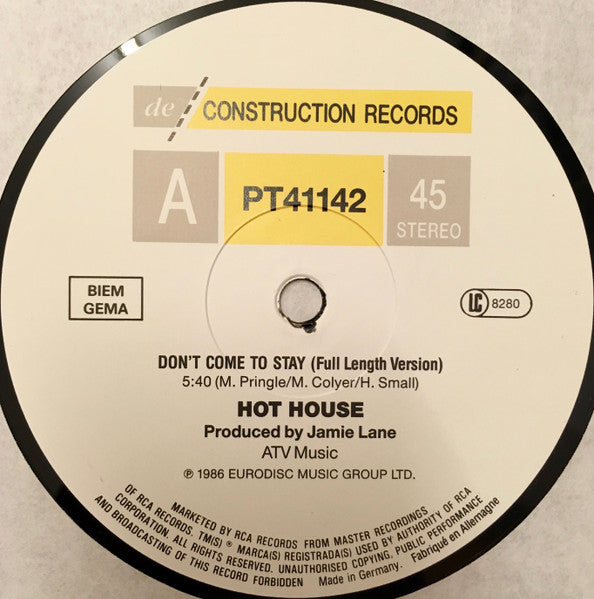 de CONSTRUCTION RECORDS
A PT41142 45
STEREO
BIEM
GEMA
LC 8280
DON'T COME TO STAY (Full Length Version)
5:40 (M. Pringle/M. Colyer/H. Small)
HOT HOUSE
Produced by Jamie Lane
ATV Music
℗ 1986 EURODISC MUSIC GROUP LTD.
MARKETED BY RCA RECORDS FROM MASTER RECORDINGS
OF RCA RECORDS. TM(S) ® MARCA(S) REGISTRADA(S) USED BY AUTHORITY OF RCA
CORPORATION. ALL RIGHTS RESERVED. UNAUTHORISED COPYING, PUBLIC PERFORMANCE
AND BROADCASTING OF THIS RECORD FORBIDDEN Made in Germany. Fabriqué en Allemagne